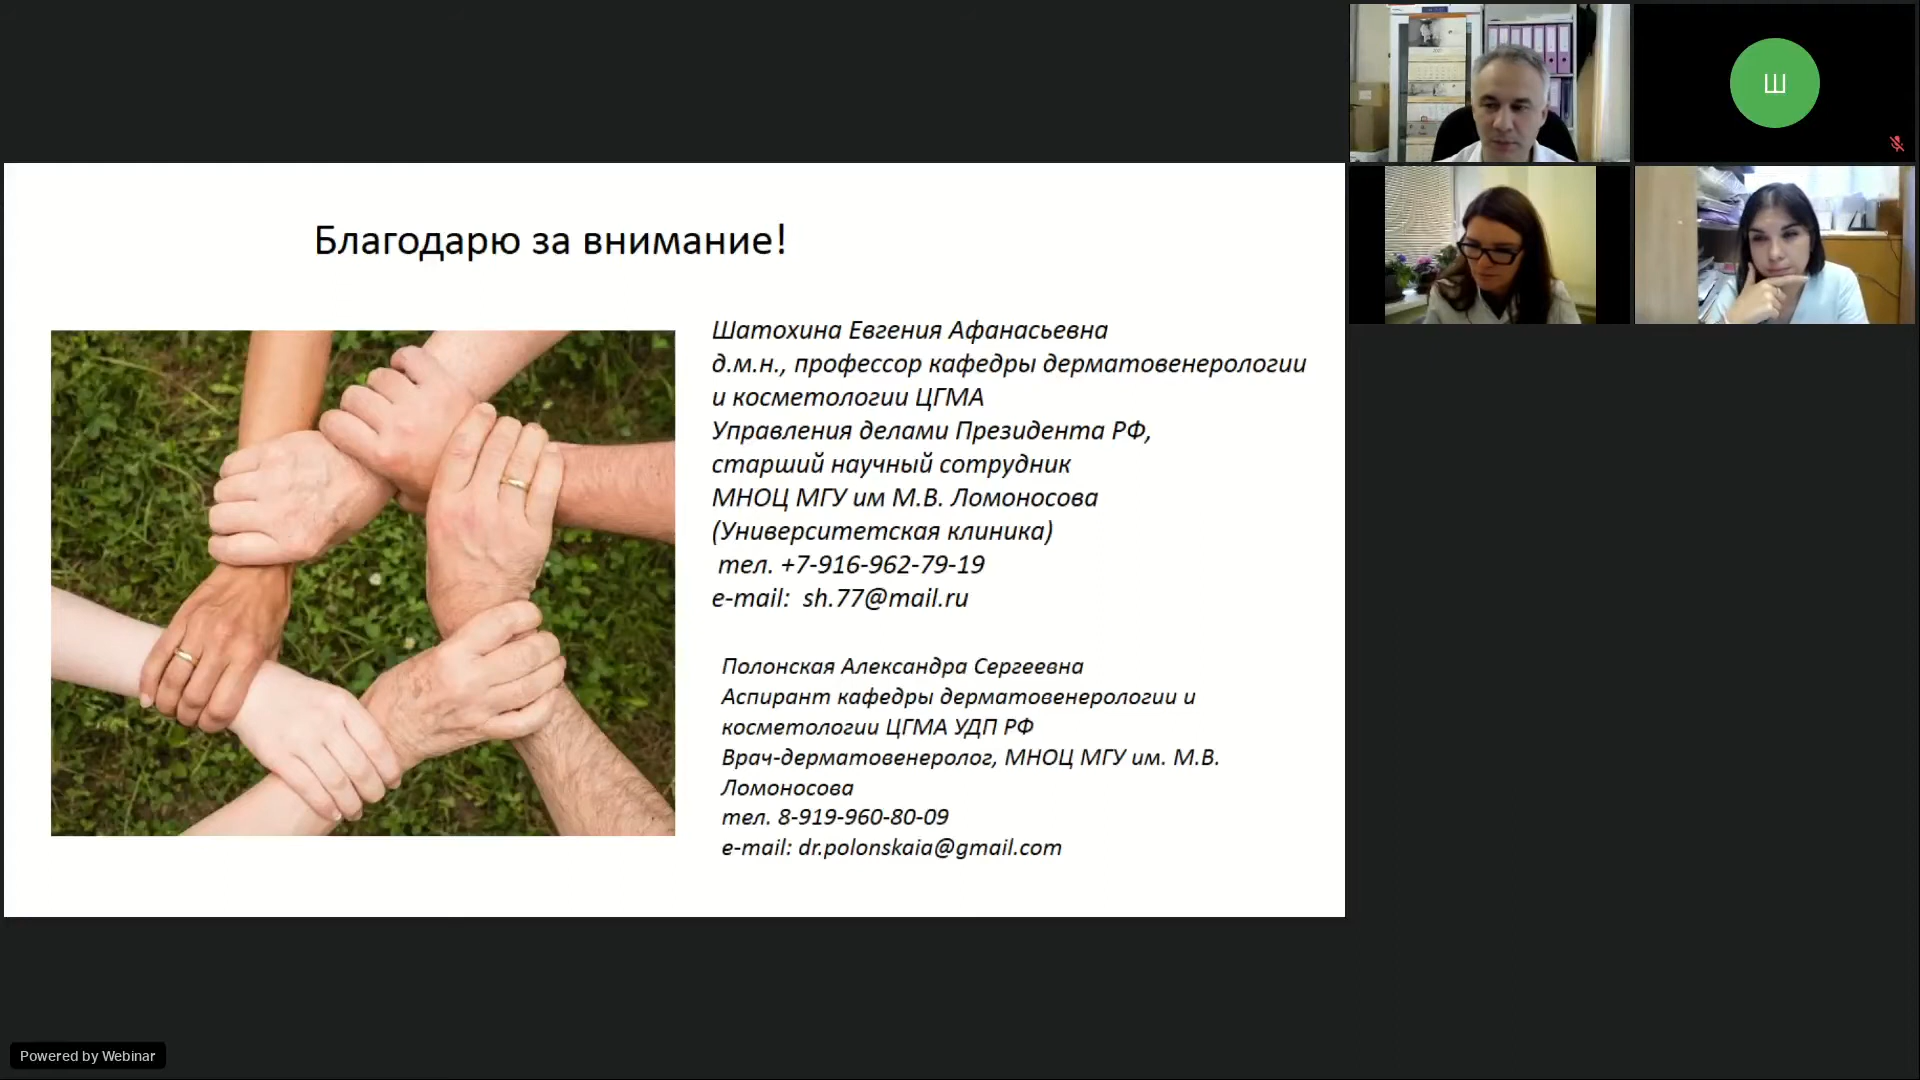 Благодарю за внимание!
Шатохина Евгения Афанасьевна
д.м.н., профессор кафедры дерматовенерологии
и косметологии ЦГМА
Управления делами Президента РФ,
старший научный сотрудник
МНОЦ МГУ им М.В. Ломоносова
(Университетская клиника)
тел. +7-916-962-79-19
e-mail: sh.77@mail.ru
Полонская Александра Сергеевна
Аспирант кафедры дерматовенерологии и
косметологии ЦГМА УДП РФ
Врач-дерматовенеролог, МНОЦ МГУ им. М.В.
Ломоносова
тел. 8-919-960-80-09
e-mail: dr.polonskaia@gmail.com
Ш
Powered by Webinar